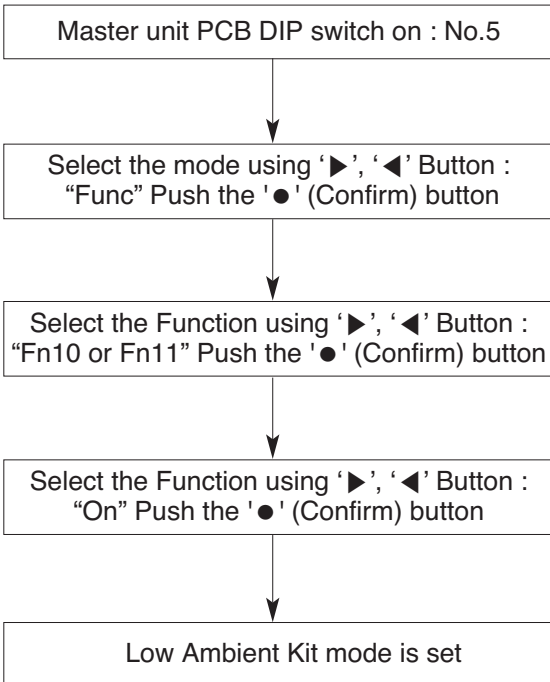 Master unit PCB DIP switch on : No.5
Select the mode using ‘▶’, ‘◀’ Button :
“Func” Push the '●' (Confirm) button
Select the Function using ‘▶’, ‘◀’ Button :
“Fn10 or Fn11” Push the '●' (Confirm) button
Select the Function using ‘▶’, ‘◀’ Button :
“On” Push the '●' (Confirm) button
Low Ambient Kit mode is set